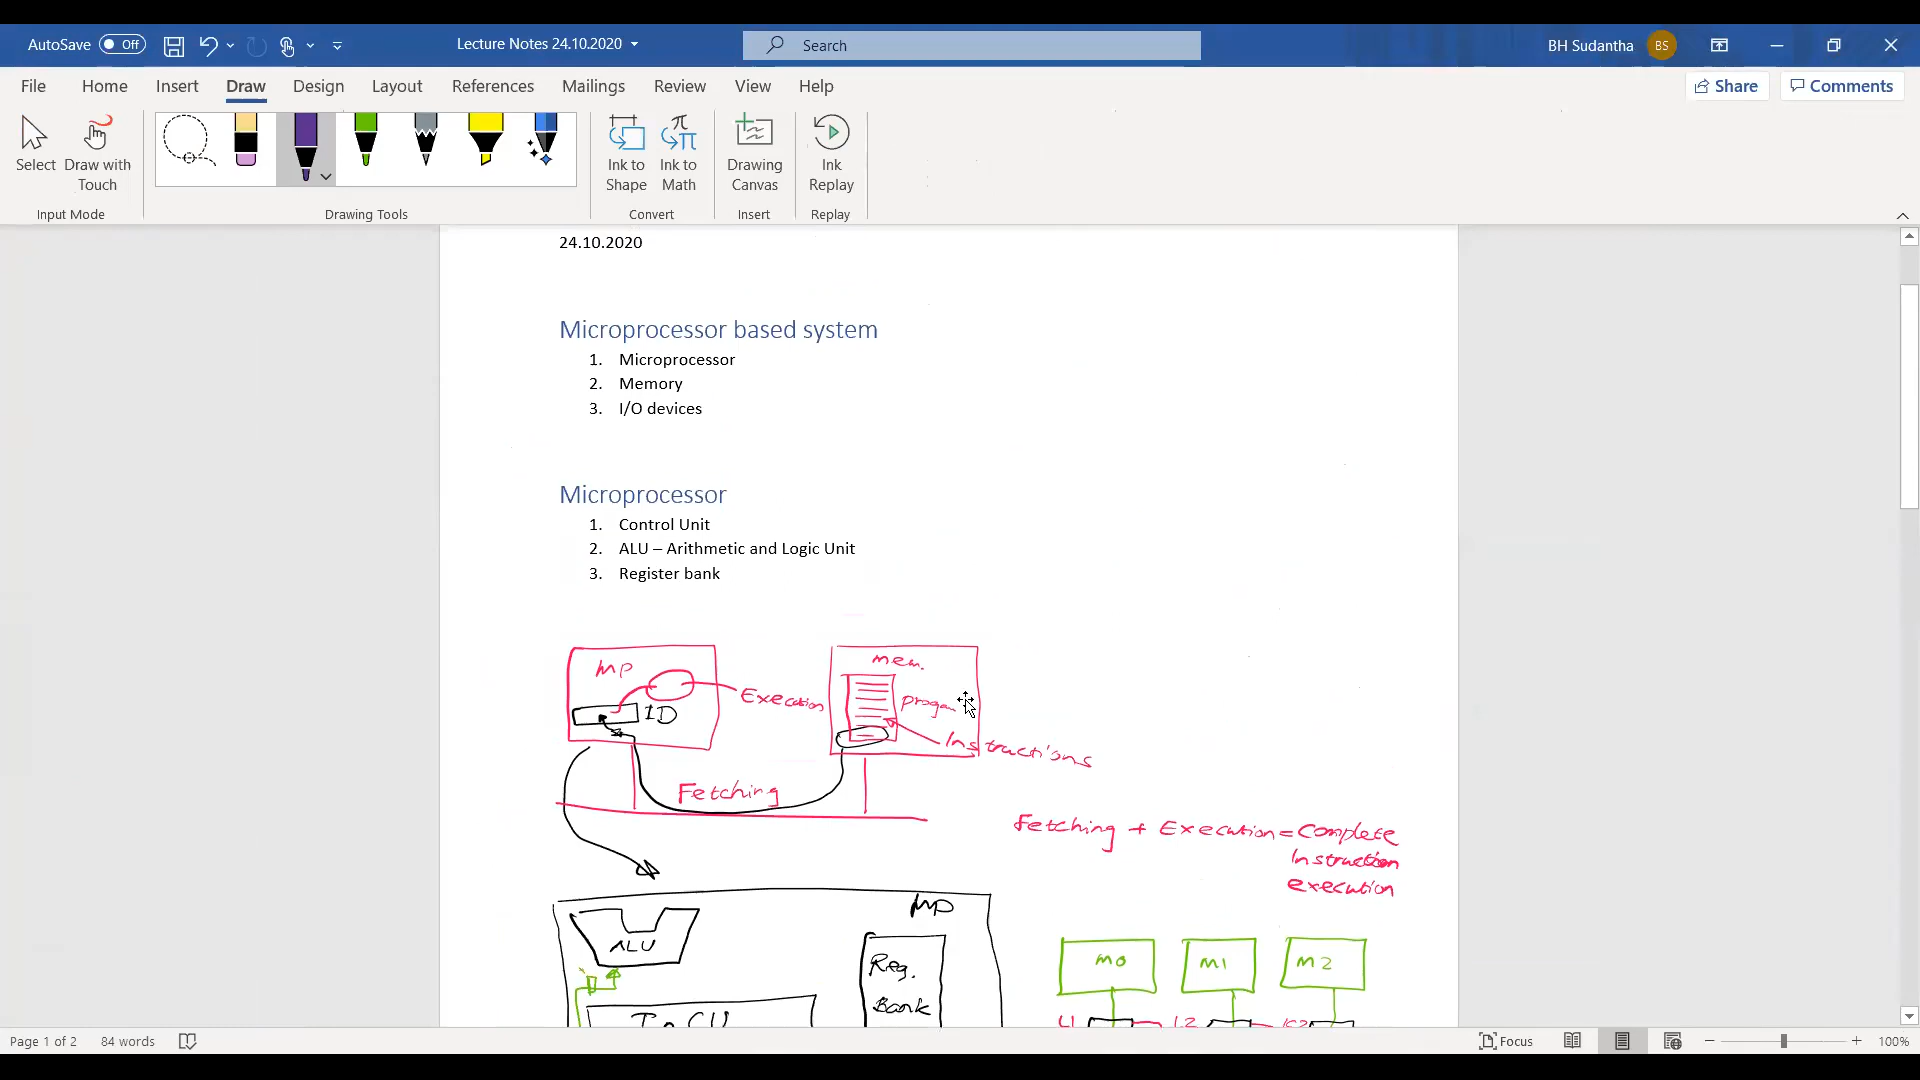 AutoSave Off
Lecture Notes 24.10.2020
Search
BH Sudantha
BS
File Home Insert Draw Design Layout References Mailings Review View Help
Share Comments
Select
Draw with Touch
Input Mode
Drawing Tools
Ink to Shape
Ink to Math
Convert
Drawing Canvas
Insert
Ink Replay
Replay
24.10.2020
Microprocessor based system
1. Microprocessor
2. Memory
3. I/O devices
Microprocessor
1. Control Unit
2. ALU – Arithmetic and Logic Unit
3. Register bank
MP
ID
Execution
mem.
progam
Instructions
Fetching
Fetching + Execution = Complete
Instruction
execution
MP
ALU
Reg.
Bank
M0 M1 M2
L1 L2
Page 1 of 2 84 words
Focus
100%